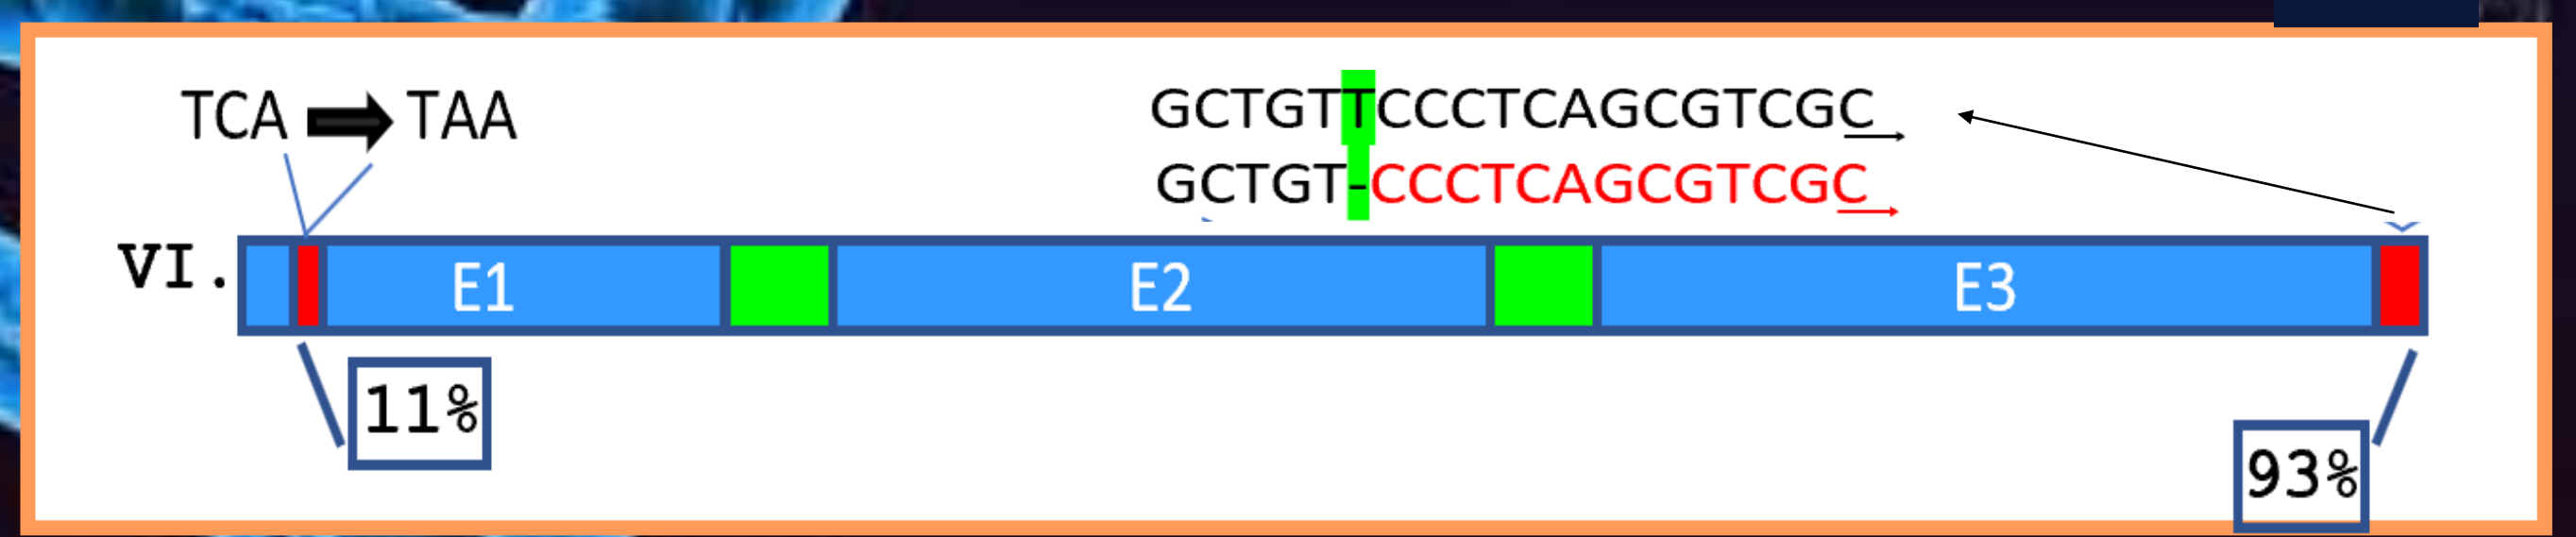 TCA TAA
GCTGTTCCCTCAGCGTCGC
GCTGT-CCCTCAGCGTCGC
VI.
E1 E2 E3
11%
93%